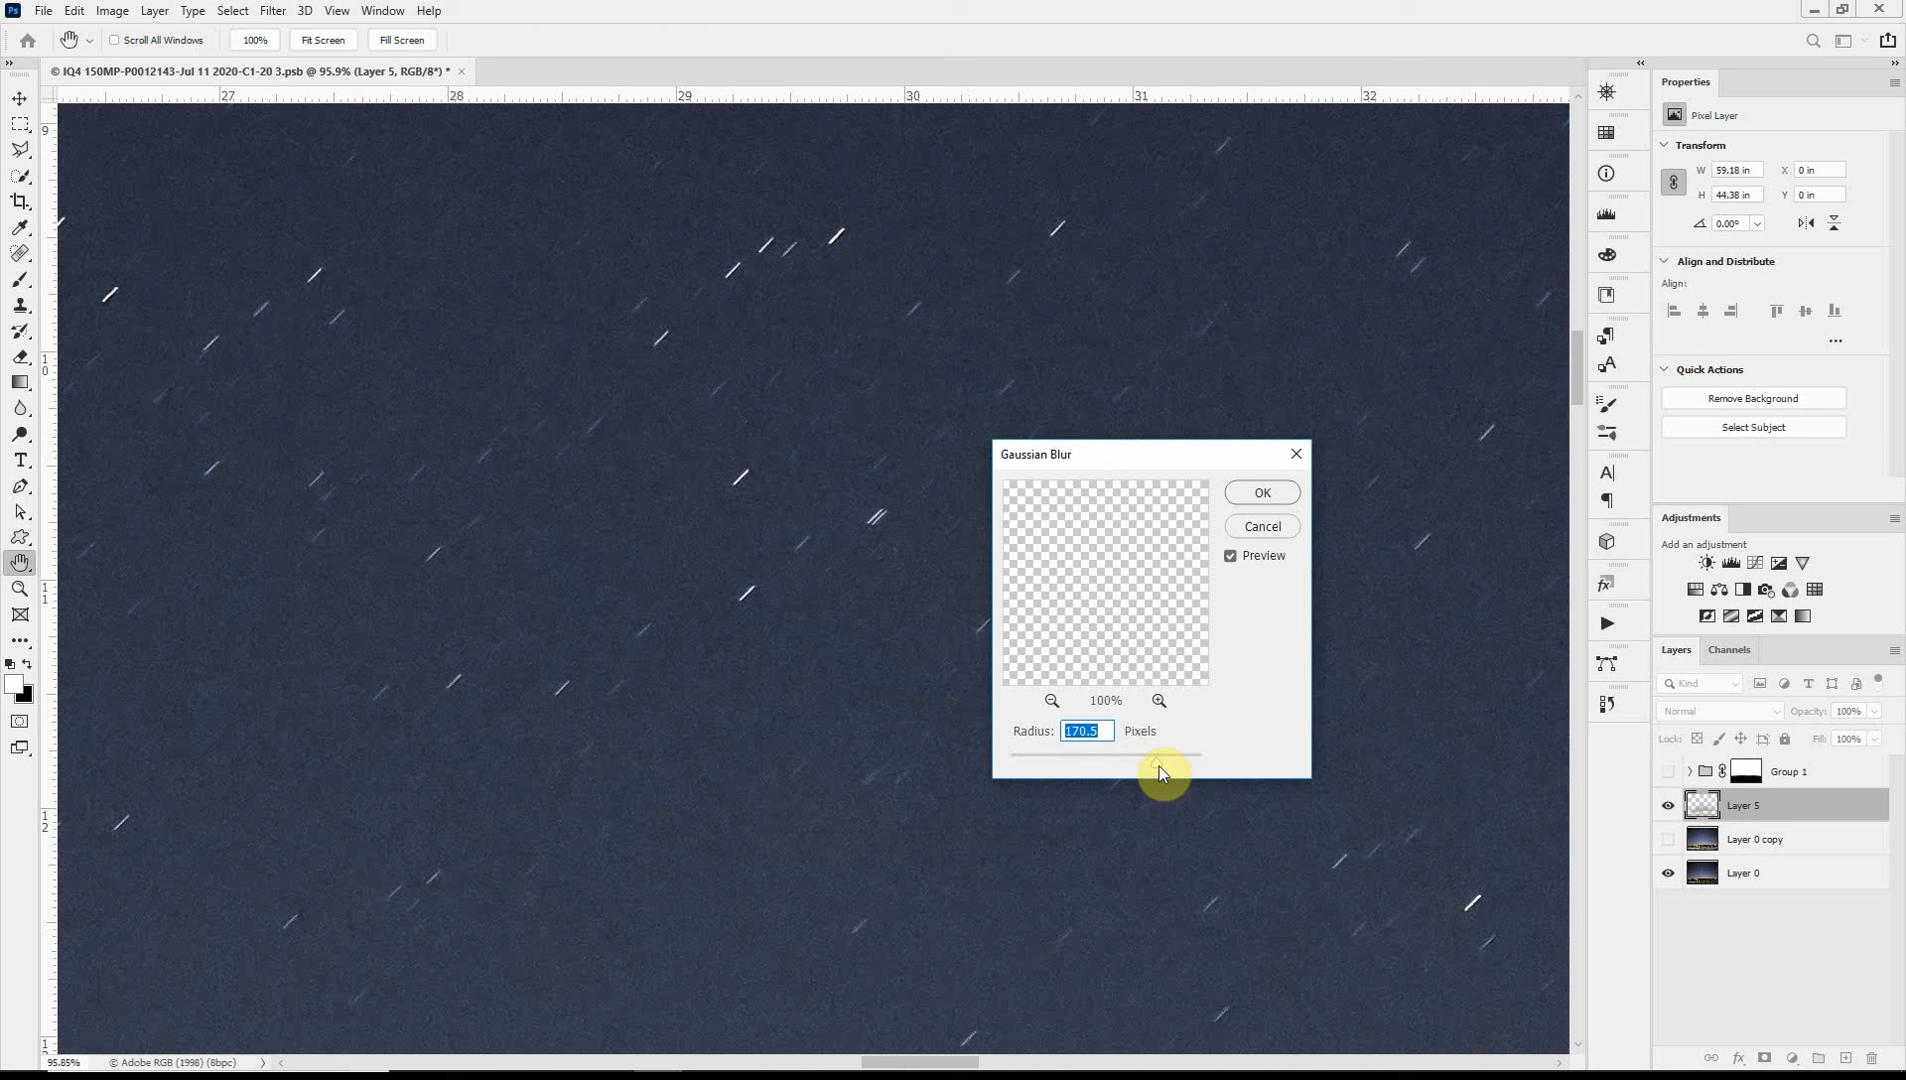 Ps File Edit Image Layer Type Select Filter 3D View Window Help
Scroll All Windows 100% Fit Screen Fill Screen
© IQ4 150MP-P0012143-Jul 11 2020-C1-20 3.psb @ 95.9% (Layer 5, RGB/8*) *
27 28 29 30 31 32
9
10
11
12
1
Gaussian Blur
OK
Cancel
Preview
100%
Radius: 170.5 Pixels
Properties
Pixel Layer
Transform
W 59.18 in X 0 in
H 44.38 in Y 0 in
0.00°
Align and Distribute
Align:
Quick Actions
Remove Background
Select Subject
Adjustments
Add an adjustment
Layers Channels
Kind
Normal Opacity: 100%
Lock: Fill: 100%
Group 1
Layer 5
Layer 0 copy
Layer 0
95.85% © Adobe RGB (1998) (8bpc)